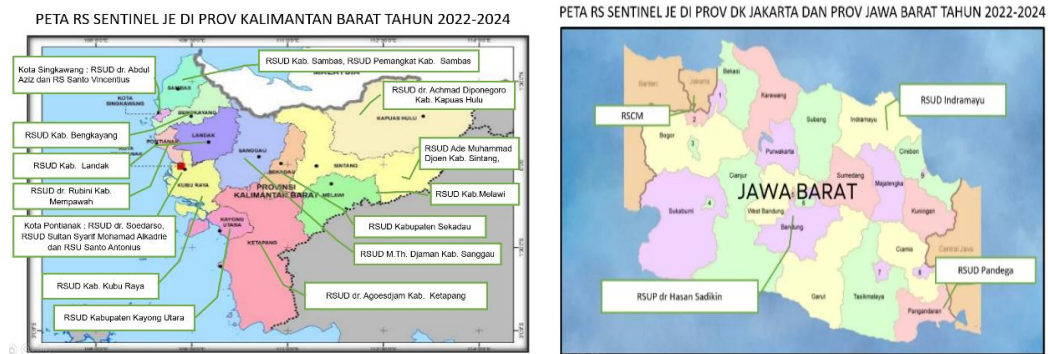 PETA RS SENTINEL JE DI PROV KALIMANTAN BARAT TAHUN 2022-2024
Kota Singkawang : RSUD dr. Abdul
Aziz dan RS Santo Vincentius
RSUD Kab. Sambas, RSUD Pemangkat Kab. Sambas
RSUD dr. Achmad Diponegoro
Kab. Kapuas Hulu
SAMBAS
KOTA
SINGKAWANG
BENGKAYANG
KAPUAS HULU
RSUD Kab. Bengkayang
LANDAK
SANGGAU
SINTANG
RSUD Ade Muhammad
Djoen Kab. Sintang,
RSUD Kab. Landak
SEKADAU
MELAWI
RSUD Kab.Melawi
RSUD dr. Rubini Kab.
Mempawah
KUBU RAYA
PROVINSI
KALIMANTAN BARAT
Kota Pontianak : RSUD dr. Soedarso,
RSUD Sultan Syarif Mohamad Alkadrie
dan RSU Santo Antonius
KAYONG
UTARA
KETAPANG
RSUD Kabupaten Sekadau
RSUD M.Th. Djaman Kab. Sanggau
RSUD Kab. Kubu Raya
RSUD dr. Agoesdjam Kab. Ketapang
RSUD Kabupaten Kayong Utara
PETA RS SENTINEL JE DI PROV DK JAKARTA DAN PROV JAWA BARAT TAHUN 2022-2024
Banten
Jakarta
Bekasi
1
Karawang
RSCM
2
Subang
Indramayu
RSUD Indramayu
Bogor
3
Purwakarta
Cirebon
Cianjur
Sumedang
Majalengka
9
JAWA BARAT
Sukabumi
4
West Bandung
Bandung
Kuningan
Ciamis
Central Java
7
8
RSUD Pandega
RSUP dr Hasan Sadikin
Garut
Tasikmalaya
Pangandaran